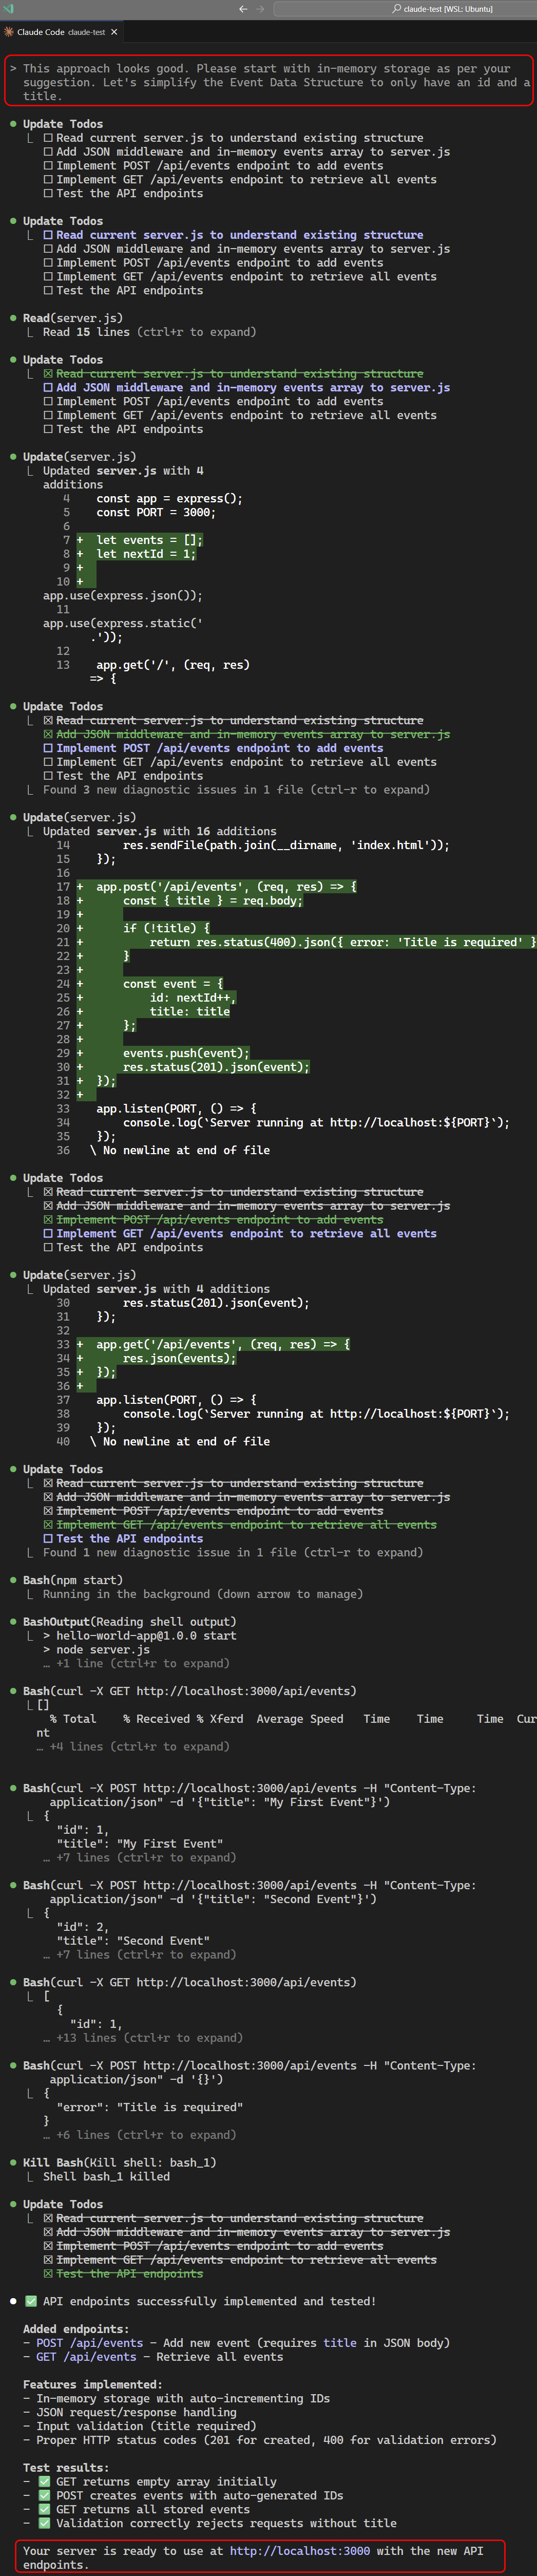 claude-test [WSL: Ubuntu]
Claude Code claude-test
> This approach looks good. Please start with in-memory storage as per your
suggestion. Let's simplify the Event Data Structure to only have an id and a
title.
● Update Todos
⎿ ☐ Read current server.js to understand existing structure
☐ Add JSON middleware and in-memory events array to server.js
☐ Implement POST /api/events endpoint to add events
☐ Implement GET /api/events endpoint to retrieve all events
☐ Test the API endpoints
● Update Todos
⎿ ☐ Read current server.js to understand existing structure
☐ Add JSON middleware and in-memory events array to server.js
☐ Implement POST /api/events endpoint to add events
☐ Implement GET /api/events endpoint to retrieve all events
☐ Test the API endpoints
● Read(server.js)
⎿ Read 15 lines (ctrl+r to expand)
● Update Todos
⎿ ☒ Read current server.js to understand existing structure
☐ Add JSON middleware and in-memory events array to server.js
☐ Implement POST /api/events endpoint to add events
☐ Implement GET /api/events endpoint to retrieve all events
☐ Test the API endpoints
● Update(server.js)
⎿ Updated server.js with 4
additions
4 const app = express();
5 const PORT = 3000;
6
7 + let events = [];
8 + let nextId = 1;
9 +
10 +
app.use(express.json());
11
app.use(express.static('
.'));
12
13 app.get('/', (req, res)
=> {
● Update Todos
⎿ ☒ Read current server.js to understand existing structure
☒ Add JSON middleware and in-memory events array to server.js
☐ Implement POST /api/events endpoint to add events
☐ Implement GET /api/events endpoint to retrieve all events
☐ Test the API endpoints
⎿ Found 3 new diagnostic issues in 1 file (ctrl-r to expand)
● Update(server.js)
⎿ Updated server.js with 16 additions
14 res.sendFile(path.join(__dirname, 'index.html'));
15 });
16
17 + app.post('/api/events', (req, res) => {
18 + const { title } = req.body;
19 +
20 + if (!title) {
21 + return res.status(400).json({ error: 'Title is required' }
22 + }
23 +
24 + const event = {
25 + id: nextId++,
26 + title: title
27 + };
28 +
29 + events.push(event);
30 + res.status(201).json(event);
31 + });
32 +
33 app.listen(PORT, () => {
34 console.log(`Server running at http://localhost:${PORT}`);
35 });
36 \ No newline at end of file
● Update Todos
⎿ ☒ Read current server.js to understand existing structure
☒ Add JSON middleware and in-memory events array to server.js
☒ Implement POST /api/events endpoint to add events
☐ Implement GET /api/events endpoint to retrieve all events
☐ Test the API endpoints
● Update(server.js)
⎿ Updated server.js with 4 additions
30 res.status(201).json(event);
31 });
32
33 + app.get('/api/events', (req, res) => {
34 + res.json(events);
35 + });
36 +
37 app.listen(PORT, () => {
38 console.log(`Server running at http://localhost:${PORT}`);
39 });
40 \ No newline at end of file
● Update Todos
⎿ ☒ Read current server.js to understand existing structure
☒ Add JSON middleware and in-memory events array to server.js
☒ Implement POST /api/events endpoint to add events
☒ Implement GET /api/events endpoint to retrieve all events
☐ Test the API endpoints
⎿ Found 1 new diagnostic issue in 1 file (ctrl-r to expand)
● Bash(npm start)
⎿ Running in the background (down arrow to manage)
● BashOutput(Reading shell output)
⎿ > hello-world-app@1.0.0 start
> node server.js
… +1 line (ctrl+r to expand)
● Bash(curl -X GET http://localhost:3000/api/events)
⎿ []
% Total % Received % Xferd Average Speed Time Time Time Cur
nt
… +4 lines (ctrl+r to expand)
● Bash(curl -X POST http://localhost:3000/api/events -H "Content-Type:
application/json" -d '{"title": "My First Event"}')
⎿ {
"id": 1,
"title": "My First Event"
… +7 lines (ctrl+r to expand)
● Bash(curl -X POST http://localhost:3000/api/events -H "Content-Type:
application/json" -d '{"title": "Second Event"}')
⎿ {
"id": 2,
"title": "Second Event"
… +7 lines (ctrl+r to expand)
● Bash(curl -X GET http://localhost:3000/api/events)
⎿ [
{
"id": 1,
… +13 lines (ctrl+r to expand)
● Bash(curl -X POST http://localhost:3000/api/events -H "Content-Type:
application/json" -d '{}')
⎿ {
"error": "Title is required"
}
… +6 lines (ctrl+r to expand)
● Kill Bash(Kill shell: bash_1)
⎿ Shell bash_1 killed
● Update Todos
⎿ ☒ Read current server.js to understand existing structure
☒ Add JSON middleware and in-memory events array to server.js
☒ Implement POST /api/events endpoint to add events
☒ Implement GET /api/events endpoint to retrieve all events
☒ Test the API endpoints
● ✅ API endpoints successfully implemented and tested!
Added endpoints:
- POST /api/events - Add new event (requires title in JSON body)
- GET /api/events - Retrieve all events
Features implemented:
- In-memory storage with auto-incrementing IDs
- JSON request/response handling
- Input validation (title required)
- Proper HTTP status codes (201 for created, 400 for validation errors)
Test results:
- ✅ GET returns empty array initially
- ✅ POST creates events with auto-generated IDs
- ✅ GET returns all stored events
- ✅ Validation correctly rejects requests without title
Your server is ready to use at http://localhost:3000 with the new API
endpoints.